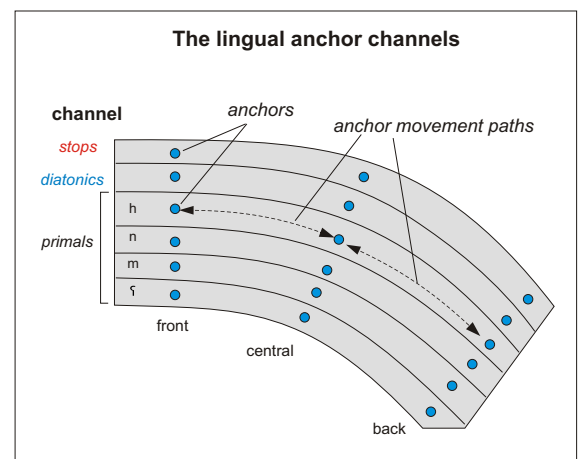 The lingual anchor channels
channel
anchors
anchor movement paths
stops
diatonics
primals
h
n
m
ʕ
front
central
back